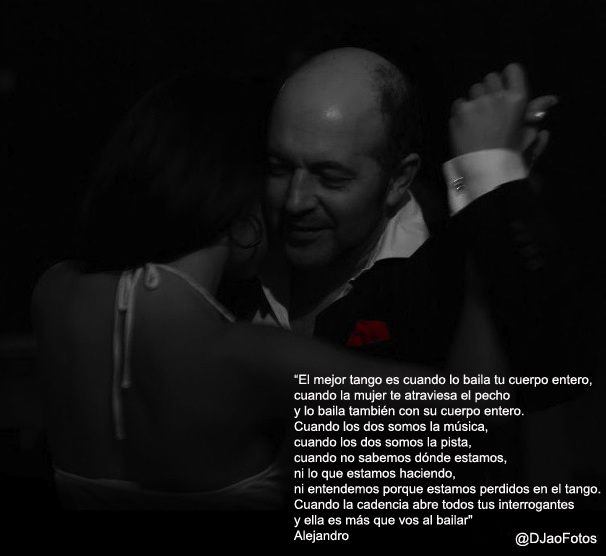 “El mejor tango es cuando lo baila tu cuerpo entero,
cuando la mujer te atraviesa el pecho
y lo baila también con su cuerpo entero.
Cuando los dos somos la música,
cuando los dos somos la pista,
cuando no sabemos dónde estamos,
ni lo que estamos haciendo,
ni entendemos porque estamos perdidos en el tango.
Cuando la cadencia abre todos tus interrogantes
y ella es más que vos al bailar”
Alejandro
@DJaoFotos